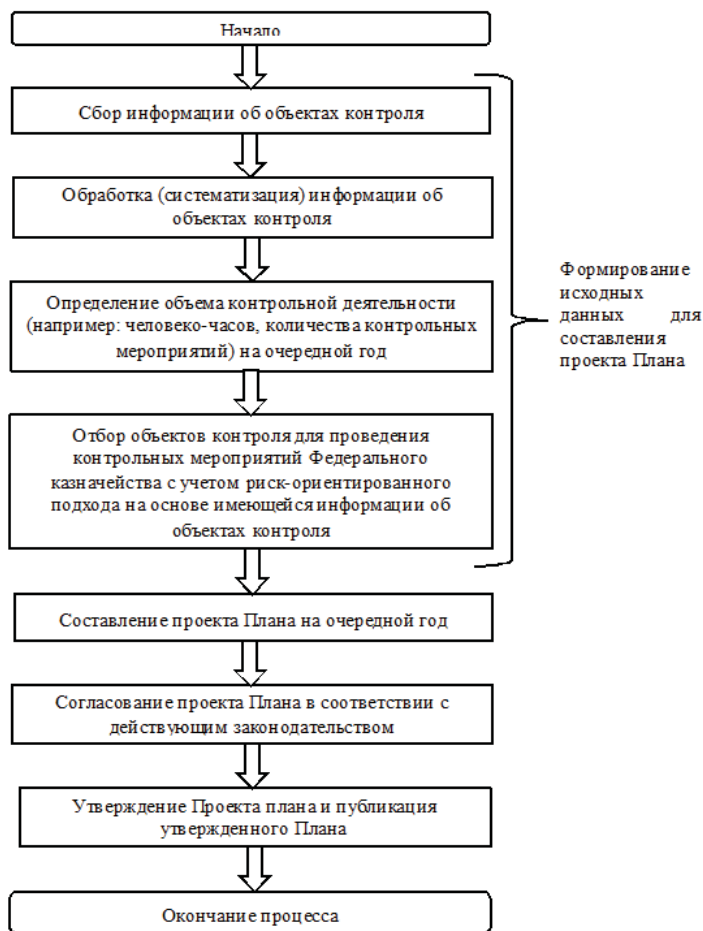 Начало
Сбор информации об объектах контроля
Обработка (систематизация) информации об
объектах контроля
Определение объема контрольной деятельности
(например: человеко-часов, количества контрольных
мероприятий) на очередной год
Отбор объектов контроля для проведения
контрольных мероприятий Федерального
казначейства с учетом риск-ориентированного
подхода на основе имеющейся информации об
объектах контроля
Формирование
исходных
данных для
составления
проекта Плана
Составление проекта Плана на очередной год
Согласование проекта Плана в соответствии с
действующим законодательством
Утверждение Проекта плана и публикация
утвержденного Плана
Окончание процесса